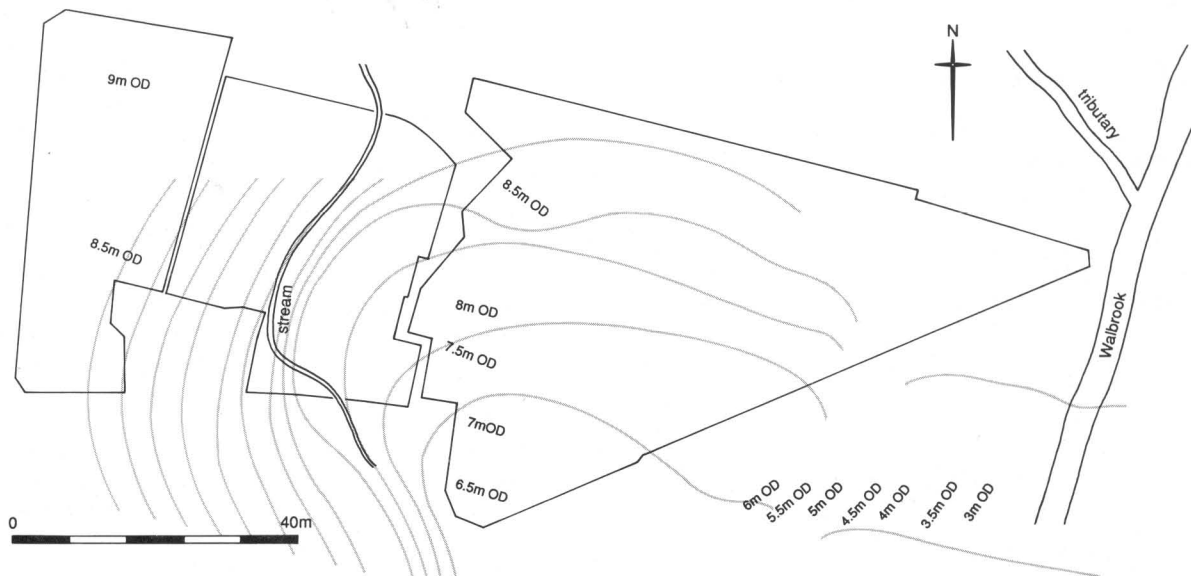 N
9m OD
tributary
8.5m OD
8.5m OD
stream
8m OD
Walbrook
7.5m OD
7mOD
6.5m OD
6m OD
5.5m OD
5m OD
4.5m OD
4m OD
3.5m OD
3m OD
0 40m